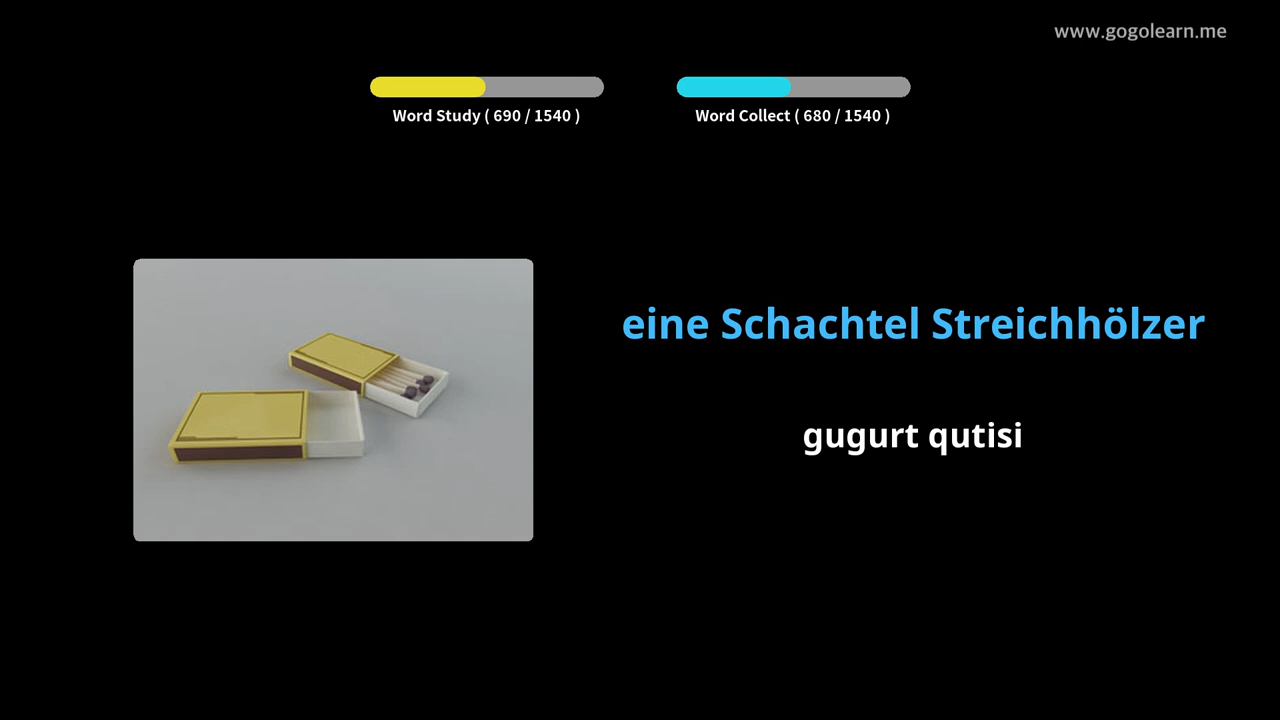 www.gogolearn.me
Word Study ( 690 / 1540 )
Word Collect ( 680 / 1540 )
eine Schachtel Streichhölzer
gugurt qutisi